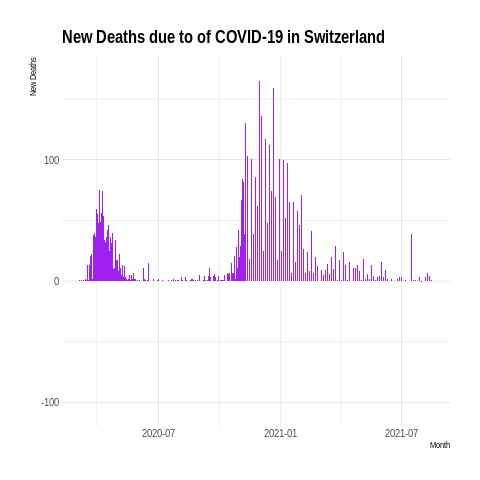 New Deaths due to of COVID-19 in Switzerland
New Deaths
100
0
-100
2020-07
2021-01
2021-07
Month